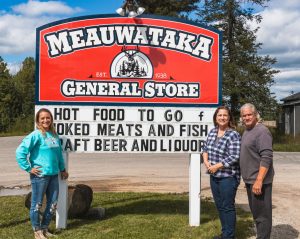 MEAUWATAKA
EST. 1938
GENERAL STORE
HOT FOOD TO GO f
OKED MEATS AND FISH
AFT BEER AND LIQUOR